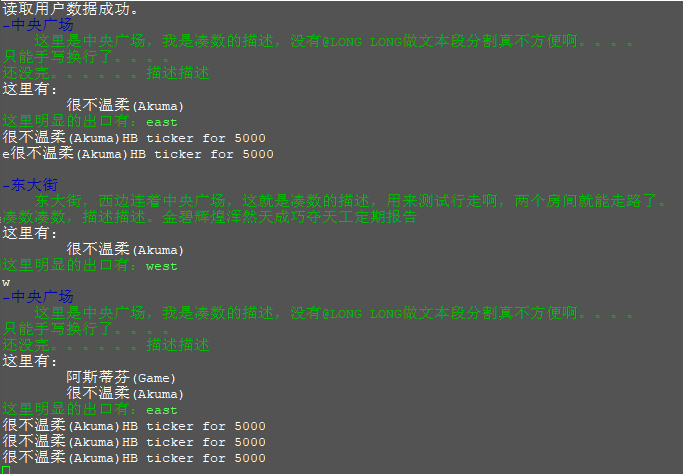 读取用户数据成功。
-中央广场
这里是中央广场，我是凑数的描述，没有@LONG LONG做文本段分割真不方便啊。。。。
只能手写换行了。。。。
还没完。。。。。。描述描述
这里有：
很不温柔(Akuma)
这里明显的出口有：east
很不温柔(Akuma)HB ticker for 5000
e很不温柔(Akuma)HB ticker for 5000
-东大街
东大街，西边连着中央广场，这就是凑数的描述，用来测试行走啊，两个房间就能走路了。
凑数凑数，描述描述。金碧辉煌浑然天成巧夺天工定期报告
这里有：
很不温柔(Akuma)
这里明显的出口有：west
w
-中央广场
这里是中央广场，我是凑数的描述，没有@LONG LONG做文本段分割真不方便啊。。。。
只能手写换行了。。。。
还没完。。。。。。描述描述
这里有：
阿斯蒂芬(Game)
很不温柔(Akuma)
这里明显的出口有：east
很不温柔(Akuma)HB ticker for 5000
很不温柔(Akuma)HB ticker for 5000
很不温柔(Akuma)HB ticker for 5000